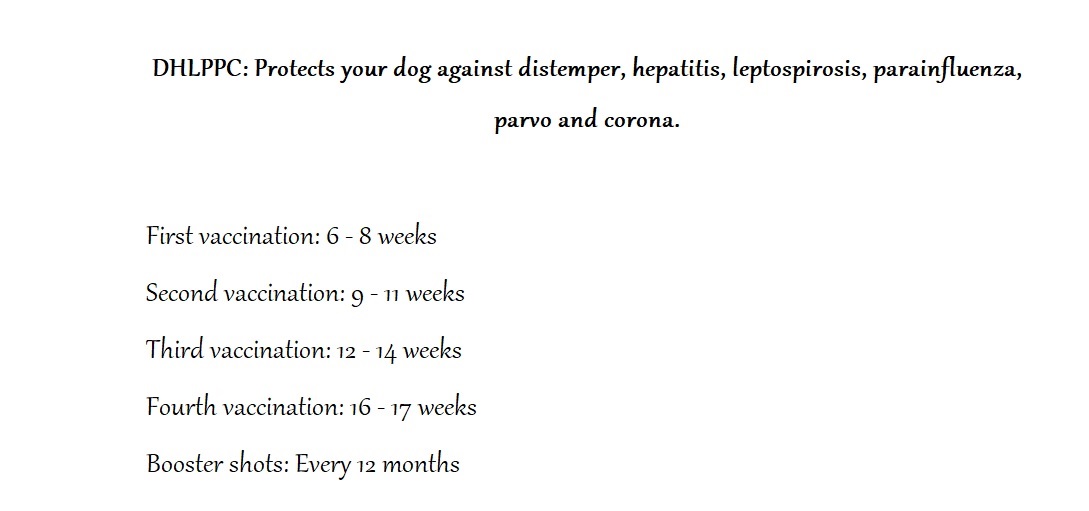 DHLPPC: Protects your dog against distemper, hepatitis, leptospirosis, parainfluenza,
parvo and corona.
First vaccination: 6 - 8 weeks
Second vaccination: 9 - 11 weeks
Third vaccination: 12 - 14 weeks
Fourth vaccination: 16 - 17 weeks
Booster shots: Every 12 months